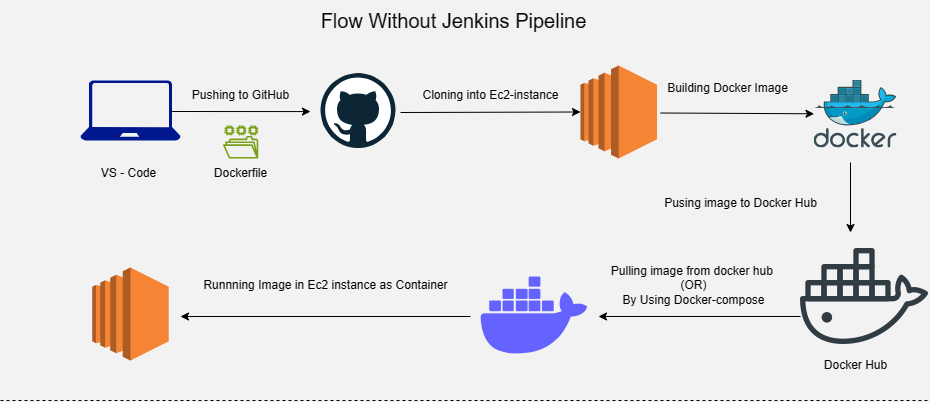 Flow Without Jenkins Pipeline
Pushing to GitHub
Cloning into Ec2-instance
Building Docker Image
docker
VS - Code
Dockerfile
Pusing image to Docker Hub
Pulling image from docker hub
(OR)
By Using Docker-compose
Runnning Image in Ec2 instance as Container
Docker Hub